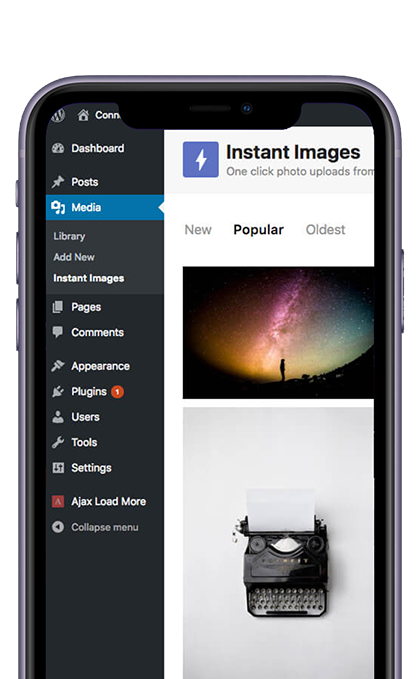 Conn
Dashboard
Posts
Media
Library
Add New
Instant Images
Pages
Comments
Appearance
Plugins 1
Users
Tools
Settings
Ajax Load More
Collapse menu
Instant Images
One click photo uploads from
New Popular Oldest